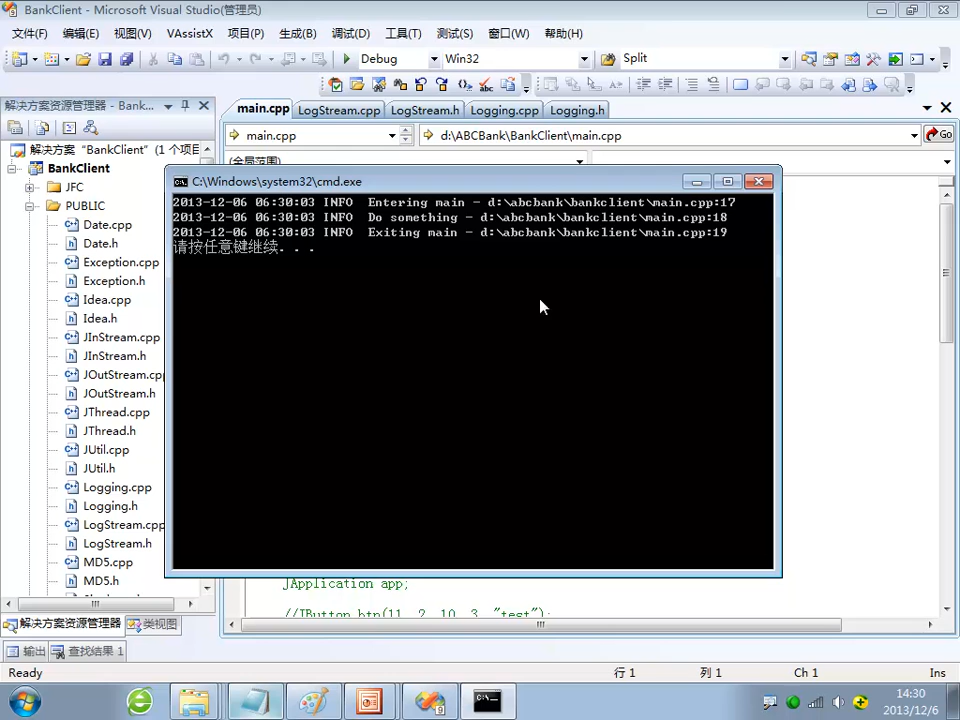 BankClient - Microsoft Visual Studio(管理员)
文件(F) 编辑(E) 视图(V) VAssistX 项目(P) 生成(B) 调试(D) 工具(T) 测试(S) 窗口(W) 帮助(H)
Debug Win32 Split
解决方案资源管理器 - Bank...
main.cpp LogStream.cpp LogStream.h Logging.cpp Logging.h
main.cpp d:\ABCBank\BankClient\main.cpp Go
(全局范围)
解决方案 "BankClient" (1 个项目
BankClient
JFC
PUBLIC
Date.cpp
Date.h
Exception.cpp
Exception.h
Idea.cpp
Idea.h
JInStream.cpp
JInStream.h
JOutStream.cpp
JOutStream.h
JThread.cpp
JThread.h
JUtil.cpp
JUtil.h
Logging.cpp
Logging.h
LogStream.cpp
LogStream.h
MD5.cpp
MD5.h
C:\Windows\system32\cmd.exe
2013-12-06 06:30:03 INFO  Entering main - d:\abcbank\bankclient\main.cpp:17
2013-12-06 06:30:03 INFO  Do something - d:\abcbank\bankclient\main.cpp:18
2013-12-06 06:30:03 INFO  Exiting main - d:\abcbank\bankclient\main.cpp:19
请按任意键继续. . .
JApplication app;
//JButton btn(11, 2, 10, 3, "test");
解决方案资源管理器 类视图
输出 查找结果 1
Ready 行 1 列 1 Ch 1 Ins
14:30
2013/12/6